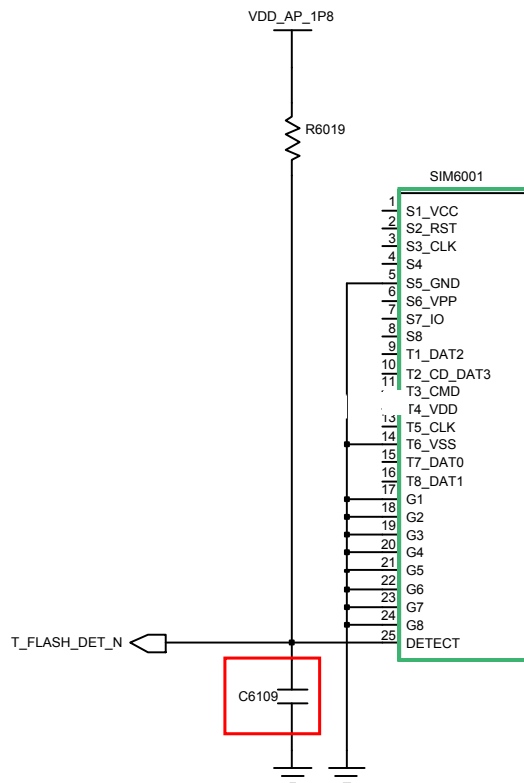 VDD_AP_1P8
R6019
SIM6001
1 S1_VCC
2 S2_RST
3 S3_CLK
4 S4
5 S5_GND
6 S6_VPP
7 S7_IO
8 S8
9 T1_DAT2
10 T2_CD_DAT3
11 T3_CMD
T4_VDD
13 T5_CLK
14 T6_VSS
15 T7_DAT0
16 T8_DAT1
17 G1
18 G2
19 G3
20 G4
21 G5
22 G6
23 G7
24 G8
25 DETECT
T_FLASH_DET_N
C6109